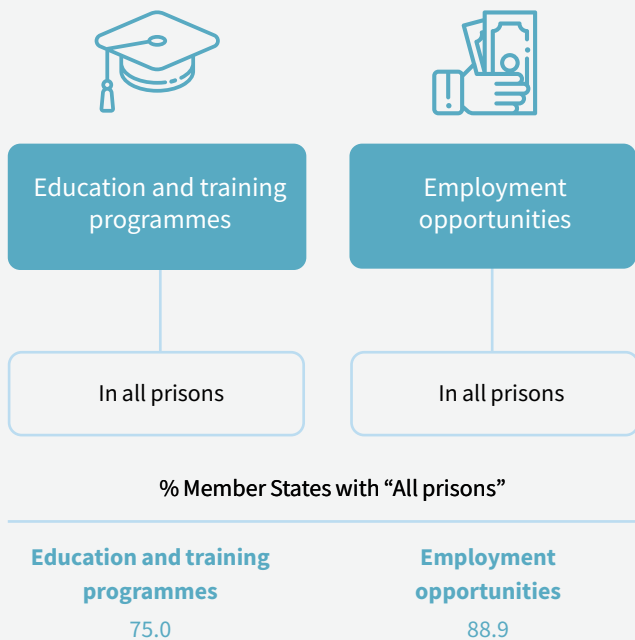 Education and training
programmes
Employment
opportunities
In all prisons
In all prisons
% Member States with “All prisons”
Education and training
programmes
Employment
opportunities
75.0
88.9